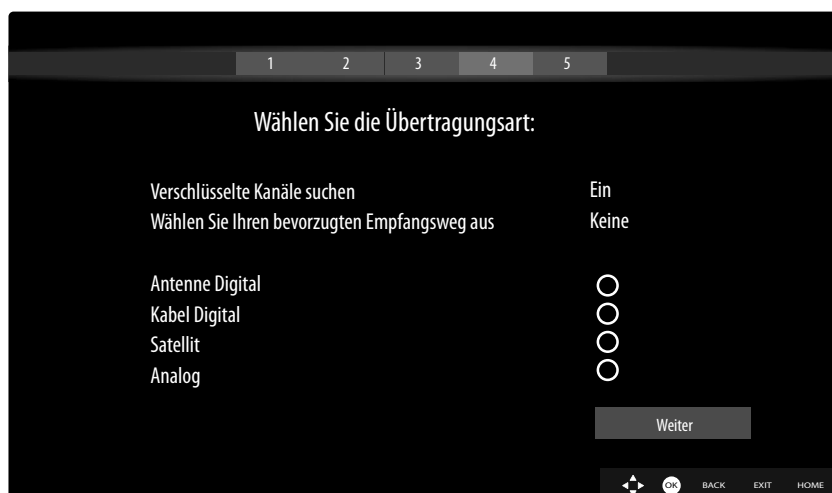 1 2 3 4 5
Wählen Sie die Übertragungsart:
Verschlüsselte Kanäle suchen Ein
Wählen Sie Ihren bevorzugten Empfangsweg aus Keine
Antenne Digital
Kabel Digital
Satellit
Analog
Weiter
OK BACK EXIT HOME